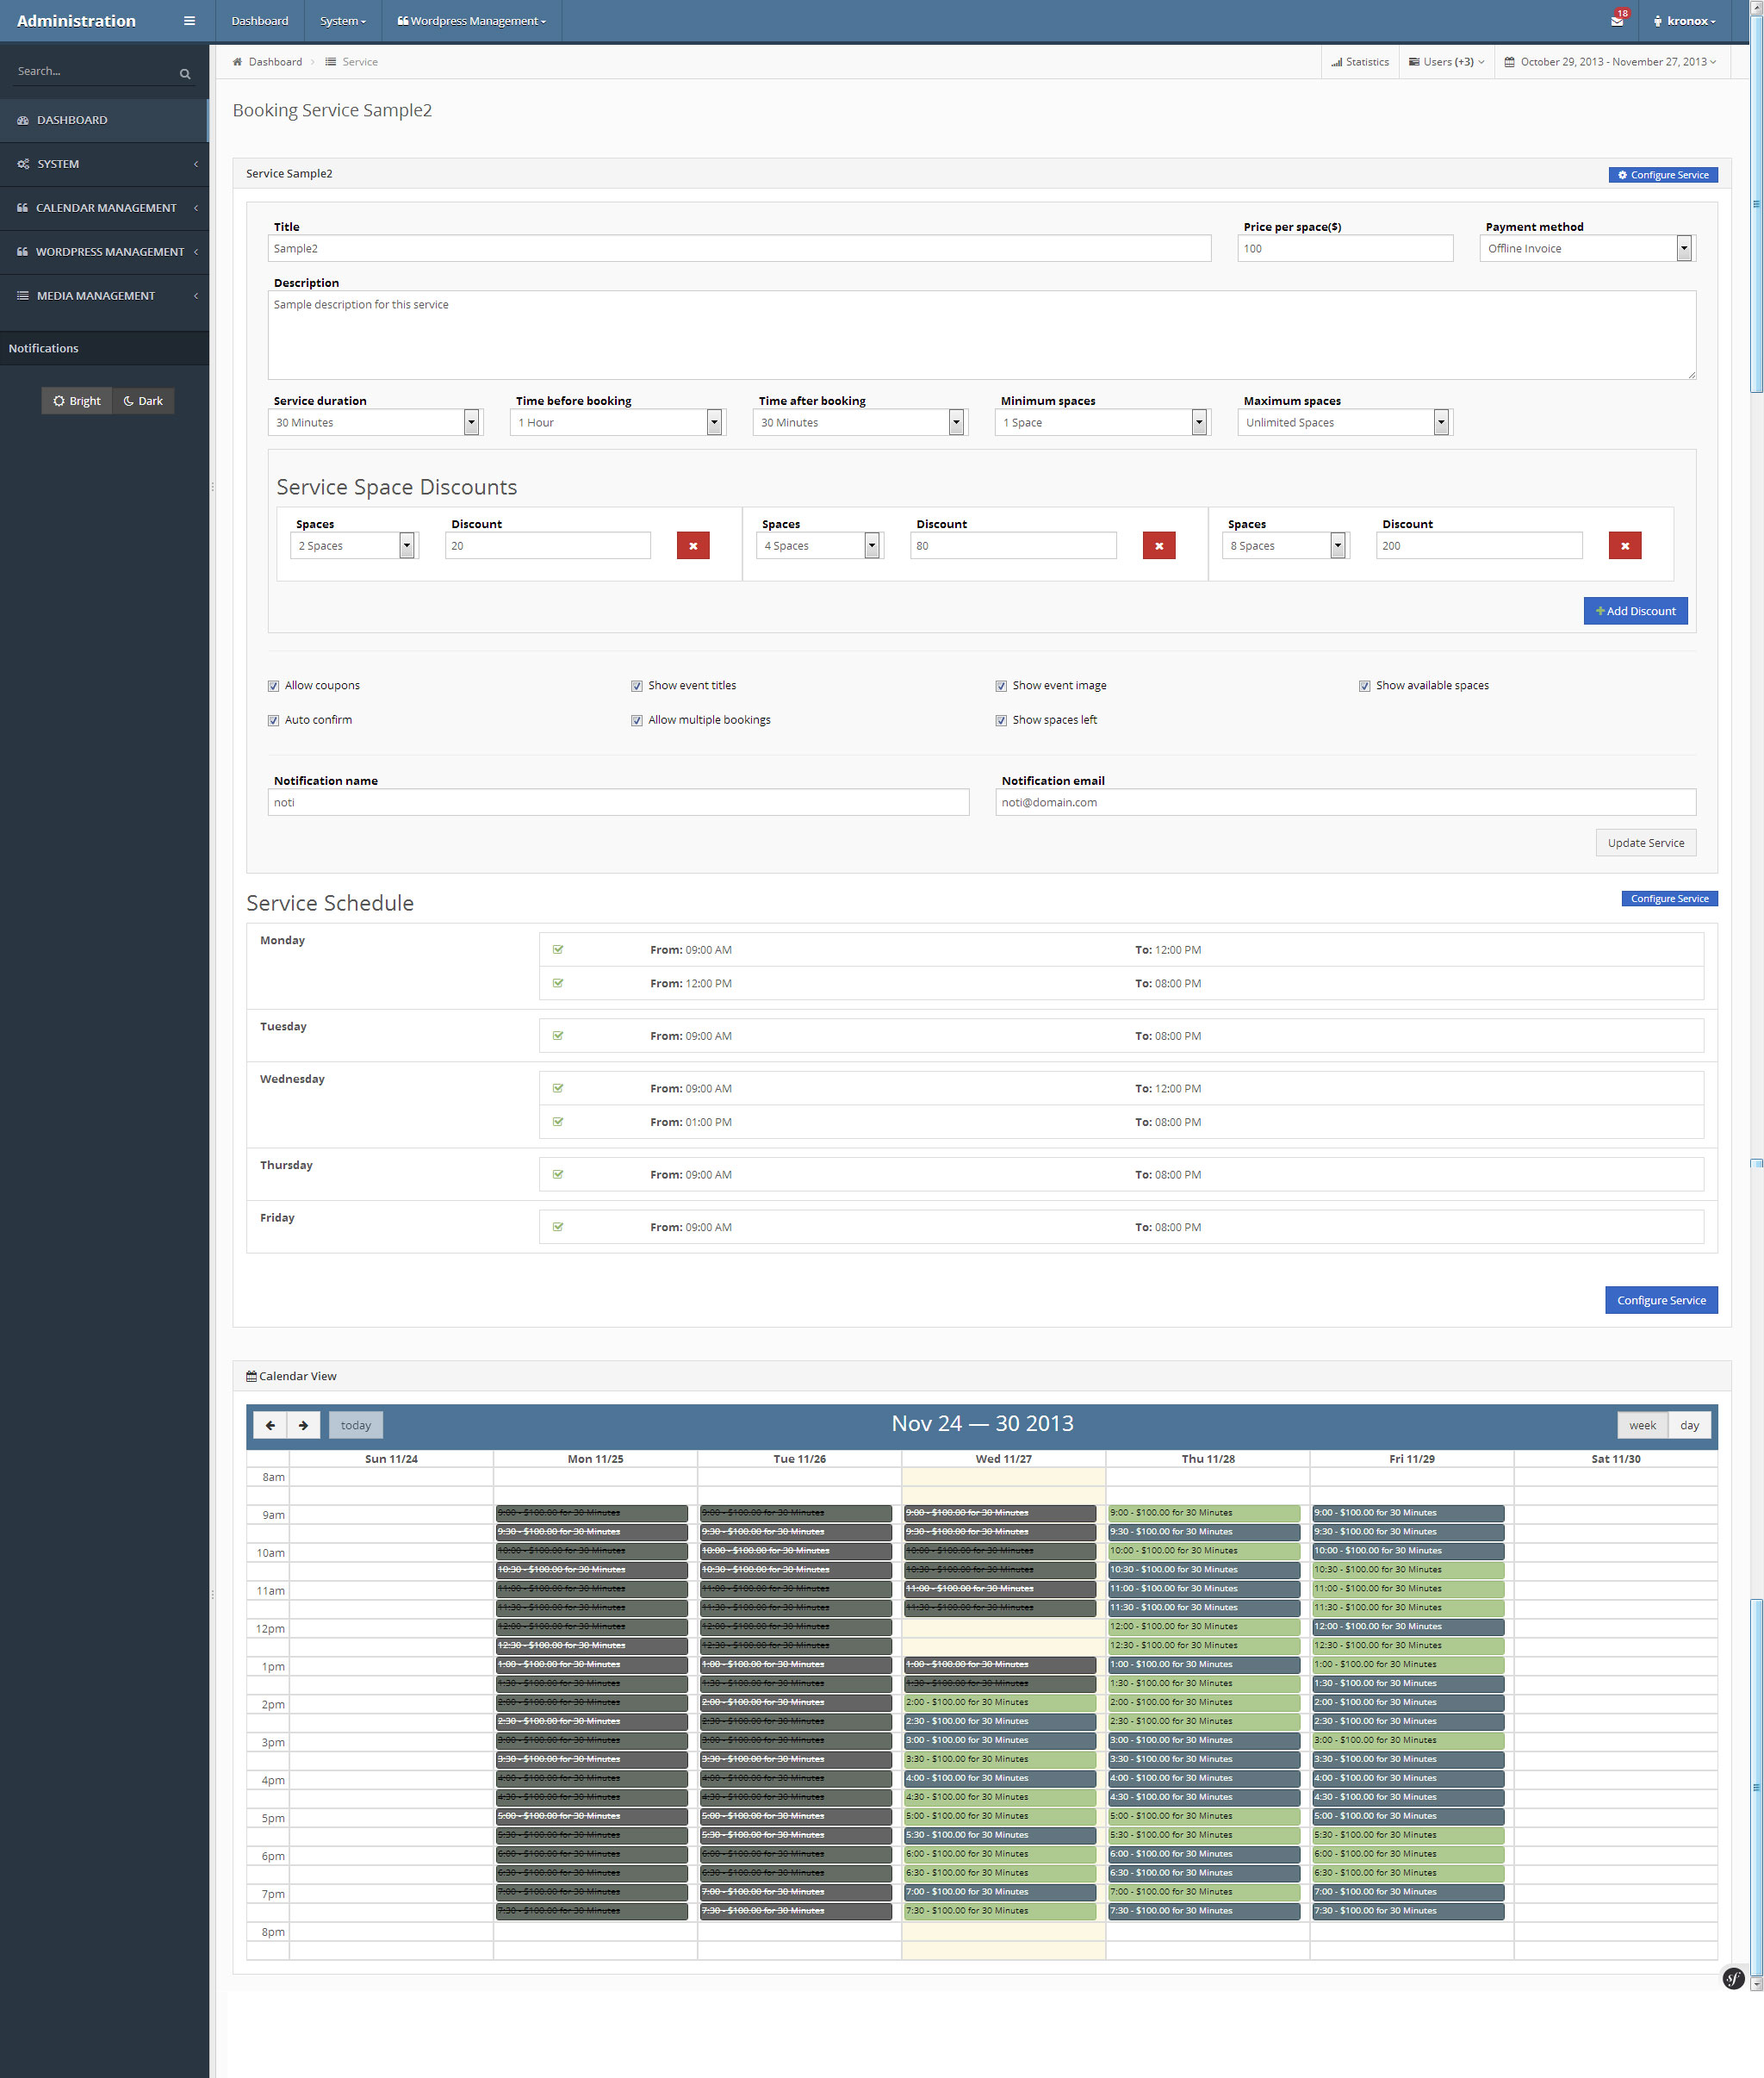 Administration
Dashboard
System
Wordpress Management
18
kronox
Search...
DASHBOARD
SYSTEM
CALENDAR MANAGEMENT
WORDPRESS MANAGEMENT
MEDIA MANAGEMENT
Notifications
Bright
Dark
Dashboard
Service
Statistics
Users (+3)
October 29, 2013 - November 27, 2013
Booking Service Sample2
Service Sample2
Configure Service
Title
Price per space($)
Payment method
Sample2
100
Offline Invoice
Description
Sample description for this service
Service duration
Time before booking
Time after booking
Minimum spaces
Maximum spaces
30 Minutes
1 Hour
30 Minutes
1 Space
Unlimited Spaces
Service Space Discounts
Spaces
Discount
Spaces
Discount
Spaces
Discount
2 Spaces
20
4 Spaces
80
8 Spaces
200
Add Discount
Allow coupons
Show event titles
Show event image
Show available spaces
Auto confirm
Allow multiple bookings
Show spaces left
Notification name
Notification email
noti
noti@domain.com
Update Service
Service Schedule
Configure Service
Monday
From: 09:00 AM
To: 12:00 PM
From: 12:00 PM
To: 08:00 PM
Tuesday
From: 09:00 AM
To: 08:00 PM
Wednesday
From: 09:00 AM
To: 12:00 PM
From: 01:00 PM
To: 08:00 PM
Thursday
From: 09:00 AM
To: 08:00 PM
Friday
From: 09:00 AM
To: 08:00 PM
Configure Service
Calendar View
today
Nov 24 — 30 2013
week
day
Sun 11/24
Mon 11/25
Tue 11/26
Wed 11/27
Thu 11/28
Fri 11/29
Sat 11/30
8am
9am
9:00 - $100.00 for 30 Minutes
9:00 - $100.00 for 30 Minutes
9:00 - $100.00 for 30 Minutes
9:00 - $100.00 for 30 Minutes
9:00 - $100.00 for 30 Minutes
9:30 - $100.00 for 30 Minutes
9:30 - $100.00 for 30 Minutes
9:30 - $100.00 for 30 Minutes
9:30 - $100.00 for 30 Minutes
9:30 - $100.00 for 30 Minutes
10am
10:00 - $100.00 for 30 Minutes
10:00 - $100.00 for 30 Minutes
10:00 - $100.00 for 30 Minutes
10:00 - $100.00 for 30 Minutes
10:00 - $100.00 for 30 Minutes
10:30 - $100.00 for 30 Minutes
10:30 - $100.00 for 30 Minutes
10:30 - $100.00 for 30 Minutes
10:30 - $100.00 for 30 Minutes
10:30 - $100.00 for 30 Minutes
11am
11:00 - $100.00 for 30 Minutes
11:00 - $100.00 for 30 Minutes
11:00 - $100.00 for 30 Minutes
11:00 - $100.00 for 30 Minutes
11:00 - $100.00 for 30 Minutes
11:30 - $100.00 for 30 Minutes
11:30 - $100.00 for 30 Minutes
11:30 - $100.00 for 30 Minutes
11:30 - $100.00 for 30 Minutes
11:30 - $100.00 for 30 Minutes
12pm
12:00 - $100.00 for 30 Minutes
12:00 - $100.00 for 30 Minutes
12:00 - $100.00 for 30 Minutes
12:00 - $100.00 for 30 Minutes
12:30 - $100.00 for 30 Minutes
12:30 - $100.00 for 30 Minutes
12:30 - $100.00 for 30 Minutes
12:30 - $100.00 for 30 Minutes
1pm
1:00 - $100.00 for 30 Minutes
1:00 - $100.00 for 30 Minutes
1:00 - $100.00 for 30 Minutes
1:00 - $100.00 for 30 Minutes
1:00 - $100.00 for 30 Minutes
1:30 - $100.00 for 30 Minutes
1:30 - $100.00 for 30 Minutes
1:30 - $100.00 for 30 Minutes
1:30 - $100.00 for 30 Minutes
1:30 - $100.00 for 30 Minutes
2pm
2:00 - $100.00 for 30 Minutes
2:00 - $100.00 for 30 Minutes
2:00 - $100.00 for 30 Minutes
2:00 - $100.00 for 30 Minutes
2:00 - $100.00 for 30 Minutes
2:30 - $100.00 for 30 Minutes
2:30 - $100.00 for 30 Minutes
2:30 - $100.00 for 30 Minutes
2:30 - $100.00 for 30 Minutes
2:30 - $100.00 for 30 Minutes
3pm
3:00 - $100.00 for 30 Minutes
3:00 - $100.00 for 30 Minutes
3:00 - $100.00 for 30 Minutes
3:00 - $100.00 for 30 Minutes
3:00 - $100.00 for 30 Minutes
3:30 - $100.00 for 30 Minutes
3:30 - $100.00 for 30 Minutes
3:30 - $100.00 for 30 Minutes
3:30 - $100.00 for 30 Minutes
3:30 - $100.00 for 30 Minutes
4pm
4:00 - $100.00 for 30 Minutes
4:00 - $100.00 for 30 Minutes
4:00 - $100.00 for 30 Minutes
4:00 - $100.00 for 30 Minutes
4:00 - $100.00 for 30 Minutes
4:30 - $100.00 for 30 Minutes
4:30 - $100.00 for 30 Minutes
4:30 - $100.00 for 30 Minutes
4:30 - $100.00 for 30 Minutes
4:30 - $100.00 for 30 Minutes
5pm
5:00 - $100.00 for 30 Minutes
5:00 - $100.00 for 30 Minutes
5:00 - $100.00 for 30 Minutes
5:00 - $100.00 for 30 Minutes
5:00 - $100.00 for 30 Minutes
5:30 - $100.00 for 30 Minutes
5:30 - $100.00 for 30 Minutes
5:30 - $100.00 for 30 Minutes
5:30 - $100.00 for 30 Minutes
5:30 - $100.00 for 30 Minutes
6pm
6:00 - $100.00 for 30 Minutes
6:00 - $100.00 for 30 Minutes
6:00 - $100.00 for 30 Minutes
6:00 - $100.00 for 30 Minutes
6:00 - $100.00 for 30 Minutes
6:30 - $100.00 for 30 Minutes
6:30 - $100.00 for 30 Minutes
6:30 - $100.00 for 30 Minutes
6:30 - $100.00 for 30 Minutes
6:30 - $100.00 for 30 Minutes
7pm
7:00 - $100.00 for 30 Minutes
7:00 - $100.00 for 30 Minutes
7:00 - $100.00 for 30 Minutes
7:00 - $100.00 for 30 Minutes
7:00 - $100.00 for 30 Minutes
7:30 - $100.00 for 30 Minutes
7:30 - $100.00 for 30 Minutes
7:30 - $100.00 for 30 Minutes
7:30 - $100.00 for 30 Minutes
7:30 - $100.00 for 30 Minutes
8pm
sf